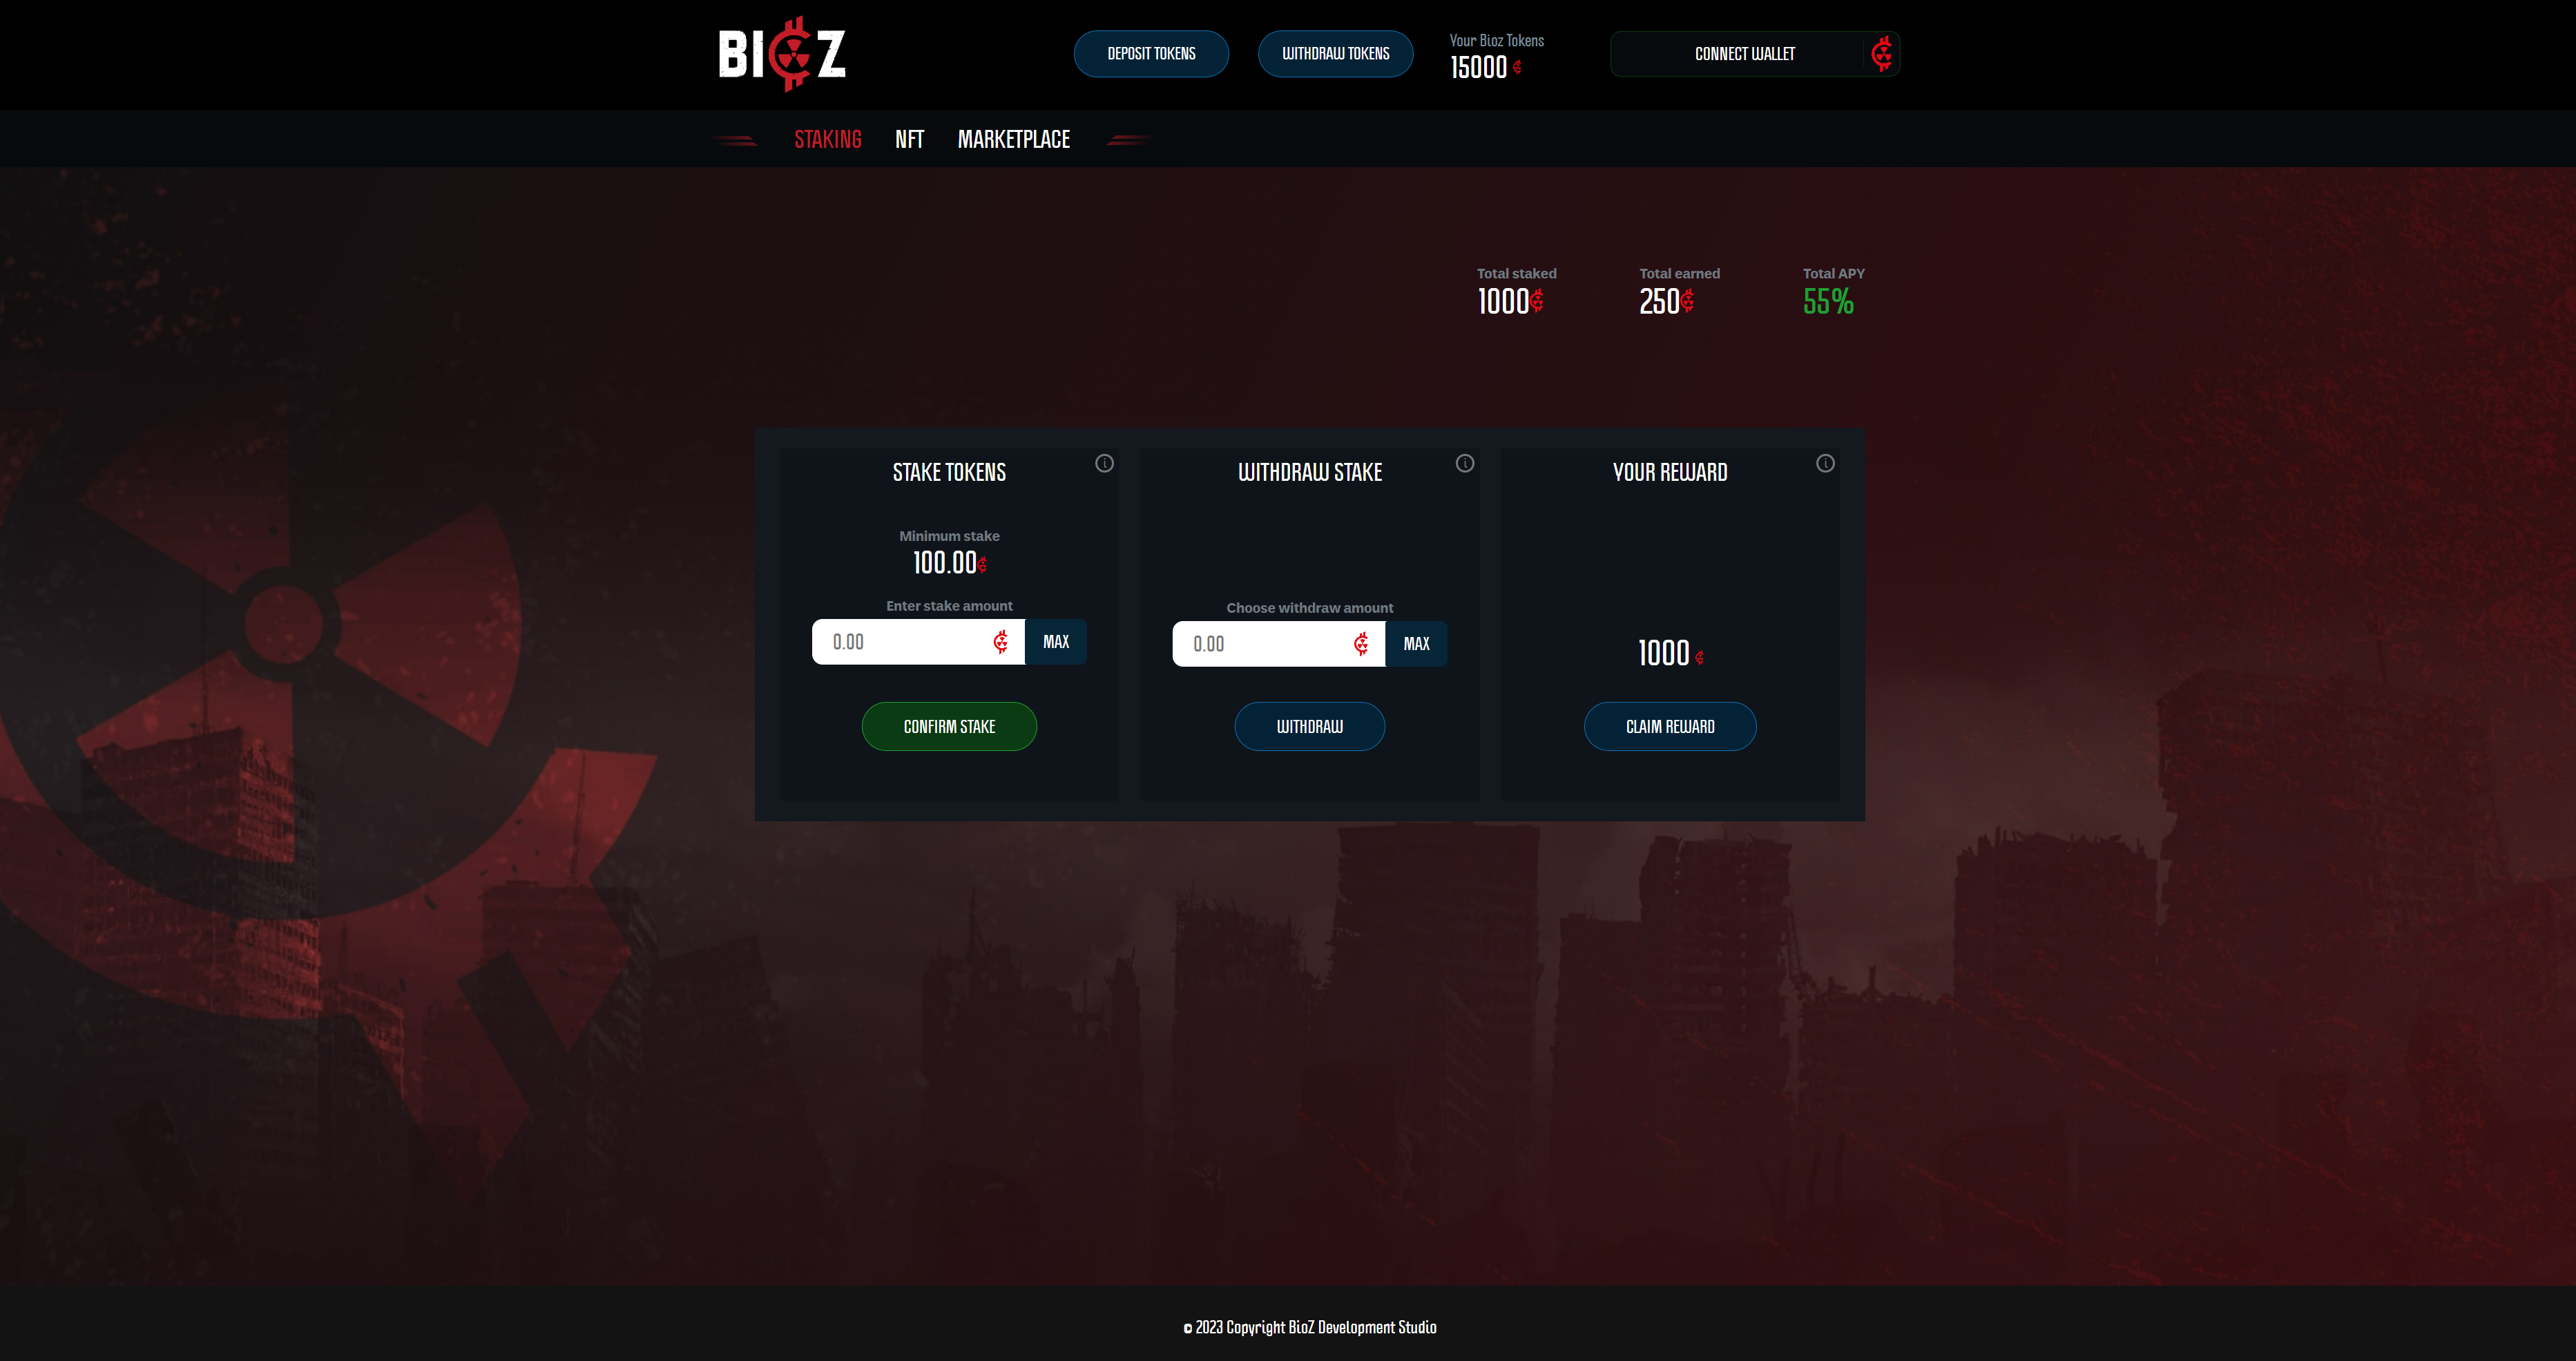 BIOZ
DEPOSIT TOKENS
WITHDRAW TOKENS
Your Bioz Tokens
15000
CONNECT WALLET
STAKING
NFT
MARKETPLACE
Total staked
1000
Total earned
250
Total APY
55%
STAKE TOKENS
Minimum stake
100.00
Enter stake amount
0.00
MAX
CONFIRM STAKE
WITHDRAW STAKE
Choose withdraw amount
0.00
MAX
WITHDRAW
YOUR REWARD
1000
CLAIM REWARD
© 2023 Copyright BioZ Development Studio